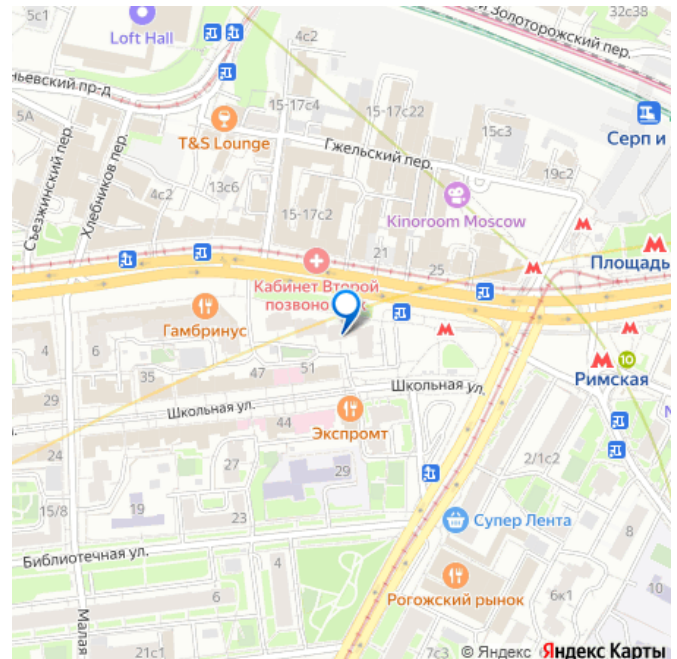 5с1
Loft Hall
4с2
Золоторожский пер.
32с38
ньевский пр-д
5А
15-17с4
15-17с22
T&S Lounge
15с3
Серп и
Гжельский пер.
19с2
Съезжинский пер.
Хлебников пер.
4с2
13с6
15-17с2
Kinoroom Moscow
21
25
Площадь
Кабинет Второй
позвоно
к
Гамбринус
4
6
35
47
51
Школьная ул.
Римская
10
Школьная ул.
44
Экспромт
24
27
29
2/1с2
15/8
19
23
Супер Лента
8
Библиотечная ул.
4
Рогожский рынок
6к1
10
Малая
21с1
7с3
© Яндекс Яндекс Карты